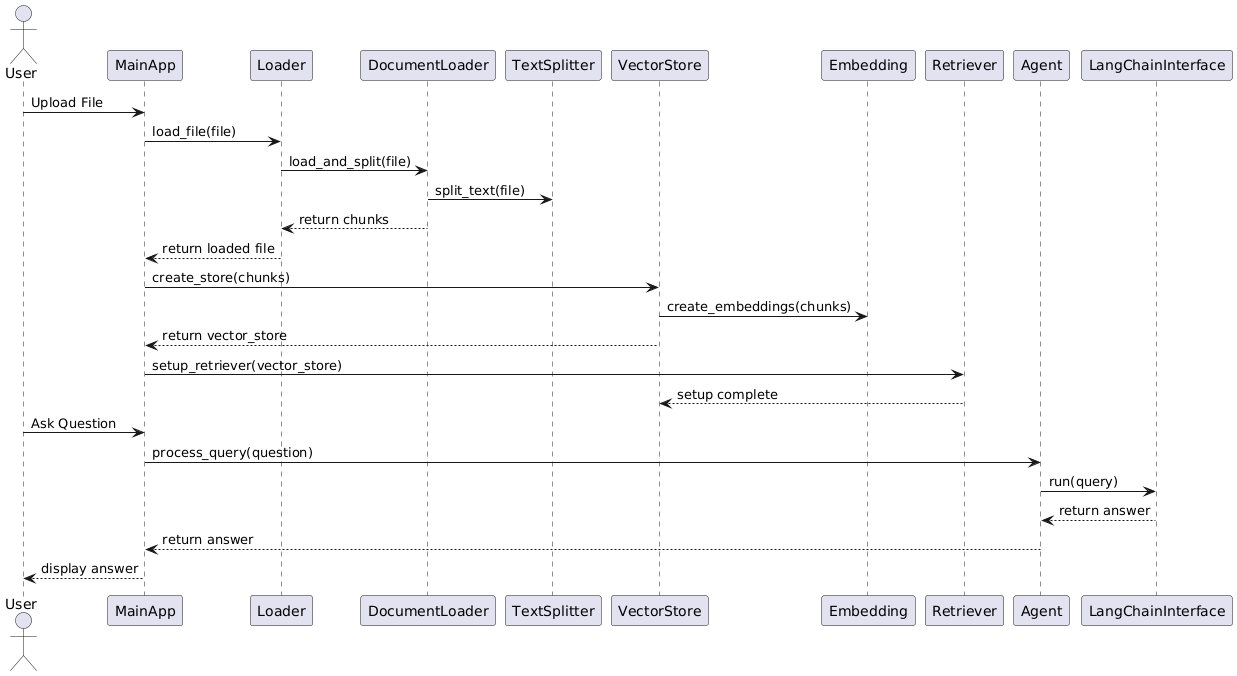 User
MainApp
Loader
DocumentLoader
TextSplitter
VectorStore
Embedding
Retriever
Agent
LangChainInterface
Upload File
load_file(file)
load_and_split(file)
split_text(file)
return chunks
return loaded file
create_store(chunks)
create_embeddings(chunks)
return vector_store
setup_retriever(vector_store)
setup complete
Ask Question
process_query(question)
run(query)
return answer
return answer
display answer
User
MainApp
Loader
DocumentLoader
TextSplitter
VectorStore
Embedding
Retriever
Agent
LangChainInterface